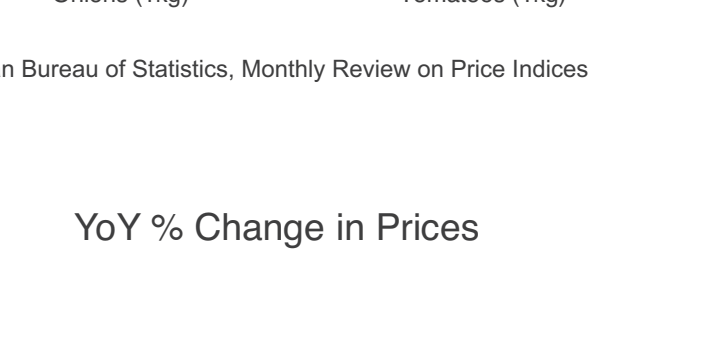 Onions (1kg) Tomatoes (1kg)
n Bureau of Statistics, Monthly Review on Price Indices
YoY % Change in Prices